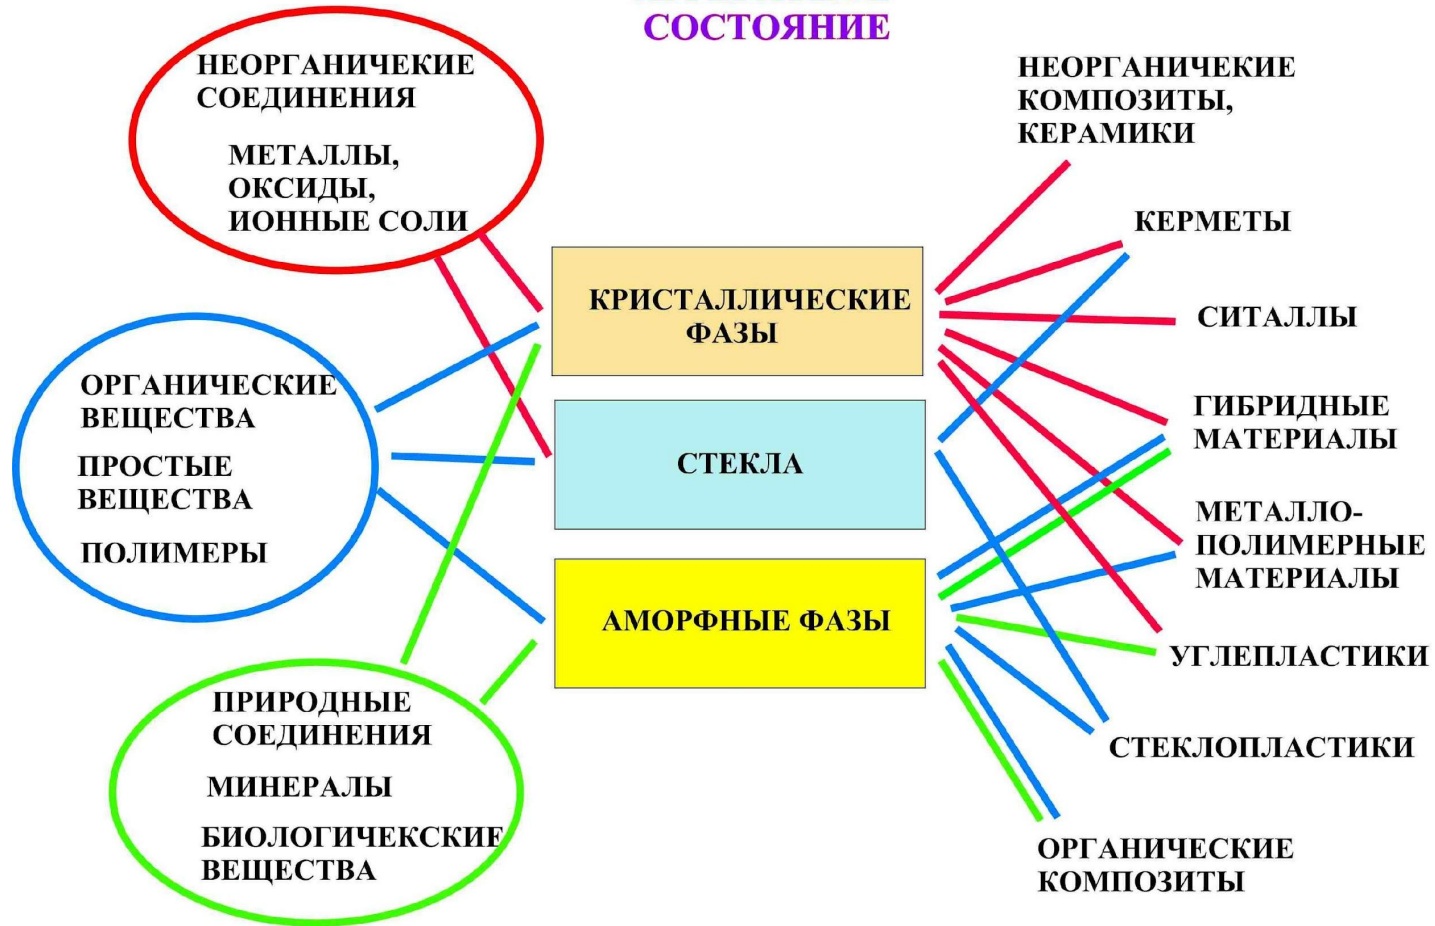 СОСТОЯНИЕ
НЕОРГАНИЧЕКИЕ
СОЕДИНЕНИЯ
МЕТАЛЛЫ,
ОКСИДЫ,
ИОННЫЕ СОЛИ
ОРГАНИЧЕСКИЕ
ВЕЩЕСТВА
ПРОСТЫЕ
ВЕЩЕСТВА
ПОЛИМЕРЫ
ПРИРОДНЫЕ
СОЕДИНЕНИЯ
МИНЕРАЛЫ
БИОЛОГИЧЕКСКИЕ
ВЕЩЕСТВА
КРИСТАЛЛИЧЕСКИЕ
ФАЗЫ
СТЕКЛА
АМОРФНЫЕ ФАЗЫ
НЕОРГАНИЧЕКИЕ
КОМПОЗИТЫ,
КЕРАМИКИ
КЕРМЕТЫ
СИТАЛЛЫ
ГИБРИДНЫЕ
МАТЕРИАЛЫ
МЕТАЛЛО-
ПОЛИМЕРНЫЕ
МАТЕРИАЛЫ
УГЛЕПЛАСТИКИ
СТЕКЛОПЛАСТИКИ
ОРГАНИЧЕСКИЕ
КОМПОЗИТЫ